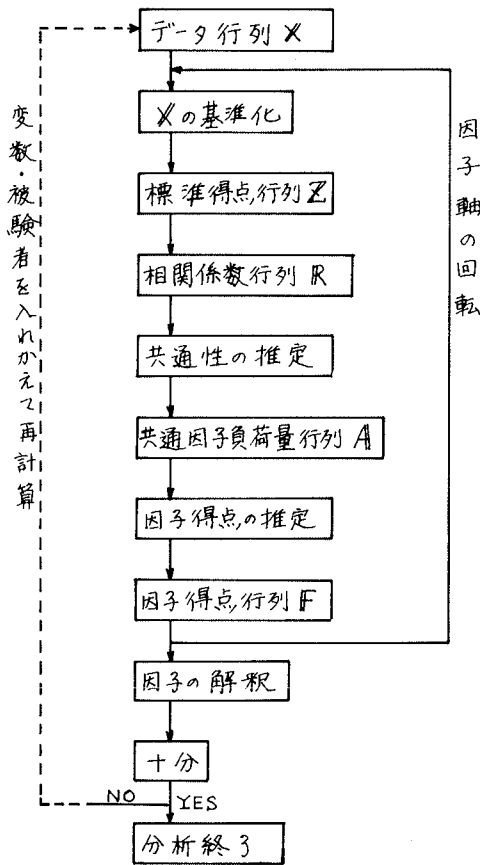 データ行列 X
Xの基準化
標準得点行列 Z
相関係数行列 R
共通性の推定
共通因子負荷量行列 A
因子得点の推定
因子得点行列 F
因子の解釈
十分
NO
YES
分析終了
変数・被験者を入れかえて再計算
因子軸の回転